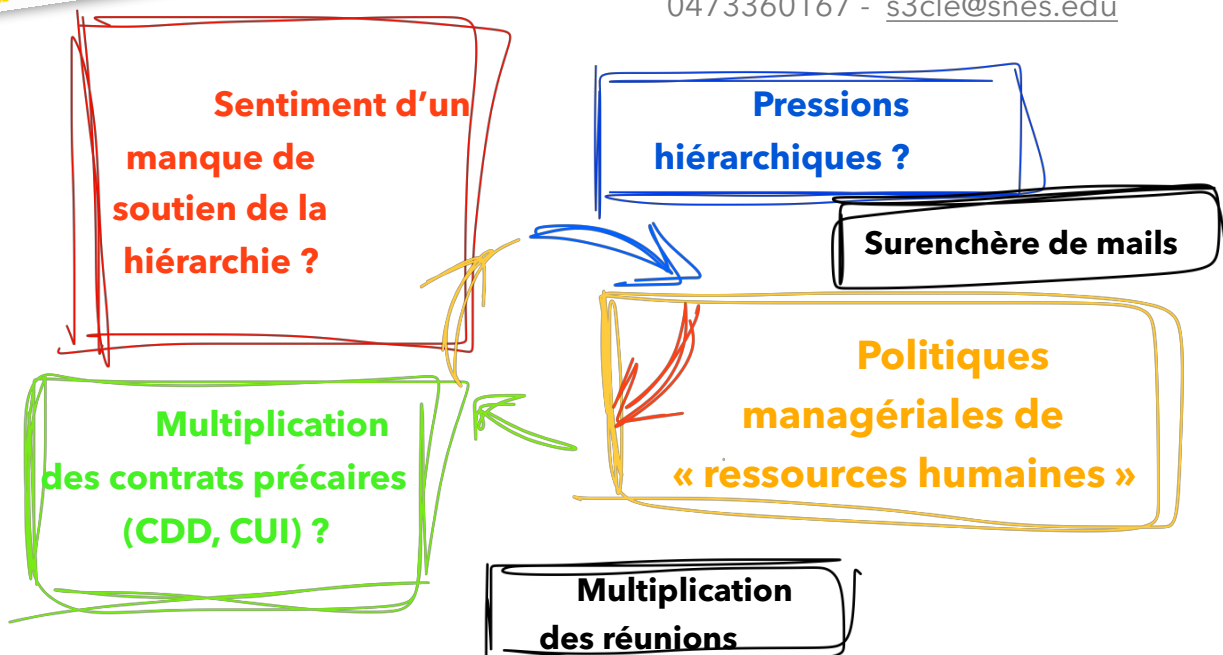 0473360167 - s3cle@snes.edu
Sentiment d’un
manque de
soutien de la
hiérarchie ?
Pressions
hiérarchiques ?
Surenchère de mails
Politiques
managériales de
« ressources humaines »
Multiplication
des contrats précaires
(CDD, CUI) ?
Multiplication
des réunions